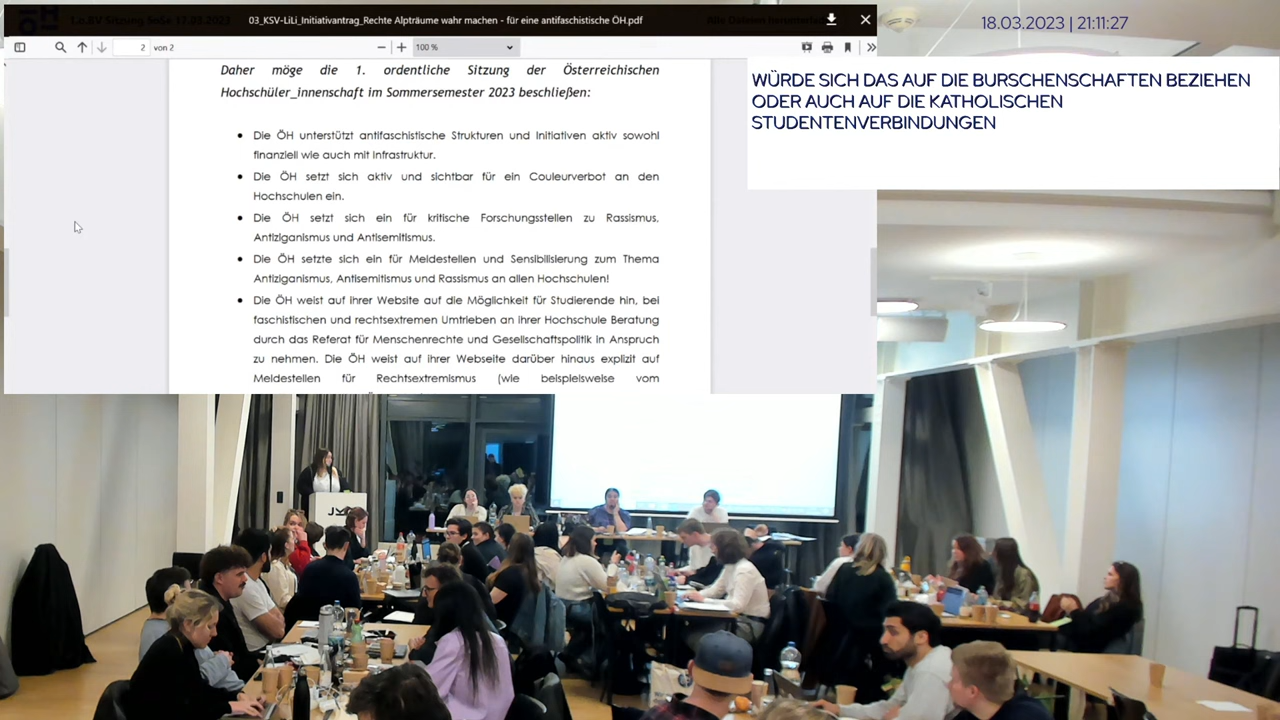 03_KSV-LiLi_Initiativantrag_Rechte Alpträume wahr machen - für eine antifaschistische ÖH.pdf
18.03.2023 | 21:11:27
2 von 2
100 %
WÜRDE SICH DAS AUF DIE BURSCHENSCHAFTEN BEZIEHEN
ODER AUCH AUF DIE KATHOLISCHEN
STUDENTENVERBINDUNGEN
Daher möge die 1. ordentliche Sitzung der Österreichischen
Hochschüler_innenschaft im Sommersemester 2023 beschließen:
• Die ÖH unterstützt antifaschistische Strukturen und Initiativen aktiv sowohl
finanziell wie auch mit Infrastruktur.
• Die ÖH setzt sich aktiv und sichtbar für ein Couleurverbot an den
Hochschulen ein.
• Die ÖH setzt sich ein für kritische Forschungsstellen zu Rassismus,
Antiziganismus und Antisemitismus.
• Die ÖH setzte sich ein für Meldestellen und Sensibilisierung zum Thema
Antiziganismus, Antisemitismus und Rassismus an allen Hochschulen!
• Die ÖH weist auf ihrer Website auf die Möglichkeit für Studierende hin, bei
faschistischen und rechtsextremen Umtrieben an ihrer Hochschule Beratung
durch das Referat für Menschenrechte und Gesellschaftspolitik in Anspruch
zu nehmen. Die ÖH weist auf ihrer Webseite darüber hinaus explizit auf
Meldestellen für Rechtsextremismus (wie beispielsweise vom